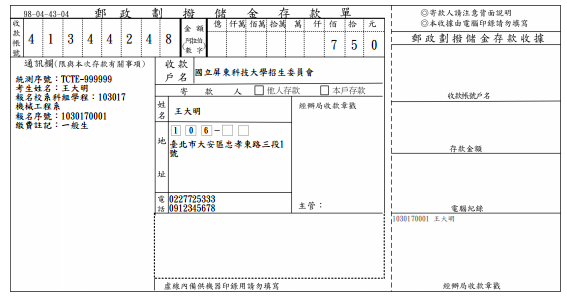 98-04-43-04 郵政劃撥儲金存款單
◎寄款人請注意背面說明
◎本收據由電腦印錄請勿填寫
收款帳號 4 1 3 4 4 2 4 8 金額 (數字) 億 仟萬 佰萬 拾萬 萬 仟 佰 拾 元
7 5 0
郵政劃撥儲金存款收據
通訊欄(限與本次存款有關事項)
統測序號：TCTE-999999
考生姓名：王大明
報名校系科組學程：103017
機械工程系
報名序號：1030170001
繳費註記：一般生
收款戶名 國立屏東科技大學招生委員會
寄款人 □他人存款 □本戶存款
姓名 王大明
地址 106-□□
臺北市大安區忠孝東路三段1
號
電話 0227725333
0912345678
經辦局收款章戳
主管：
虛線內備供機器印錄用請勿填寫
收款帳號戶名
存款金額
電腦紀錄
1030170001 王大明
經辦局收款章戳